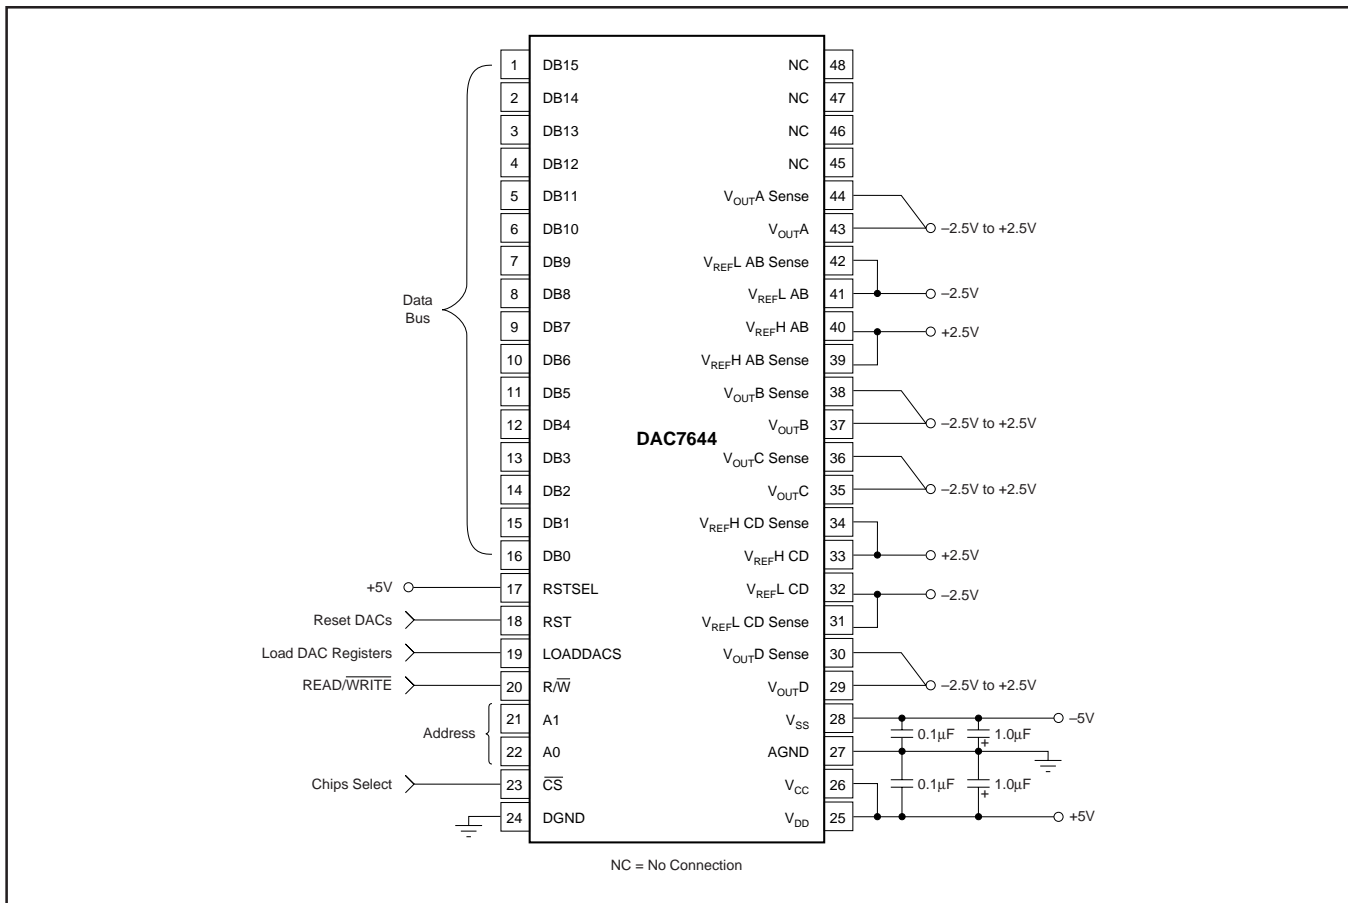 1 DB15 NC 48
2 DB14 NC 47
3 DB13 NC 46
4 DB12 NC 45
5 DB11 VOUTA Sense 44
6 DB10 VOUTA 43 –2.5V to +2.5V
7 DB9 VREFL AB Sense 42
Data Bus
8 DB8 VREFL AB 41 –2.5V
9 DB7 VREFH AB 40 +2.5V
10 DB6 VREFH AB Sense 39
11 DB5 VOUTB Sense 38
12 DB4 VOUTB 37 –2.5V to +2.5V
DAC7644
13 DB3 VOUTC Sense 36
14 DB2 VOUTC 35 –2.5V to +2.5V
15 DB1 VREFH CD Sense 34
16 DB0 VREFH CD 33 +2.5V
+5V 17 RSTSEL VREFL CD 32 –2.5V
Reset DACs 18 RST VREFL CD Sense 31
Load DAC Registers 19 LOADDACS VOUTD Sense 30
READ/WRITE 20 R/W VOUTD 29 –2.5V to +2.5V
Address
21 A1 VSS 28 –5V
0.1µF 1.0µF +
22 A0 AGND 27
Chips Select 23 CS VCC 26
0.1µF 1.0µF +
24 DGND VDD 25 +5V
NC = No Connection